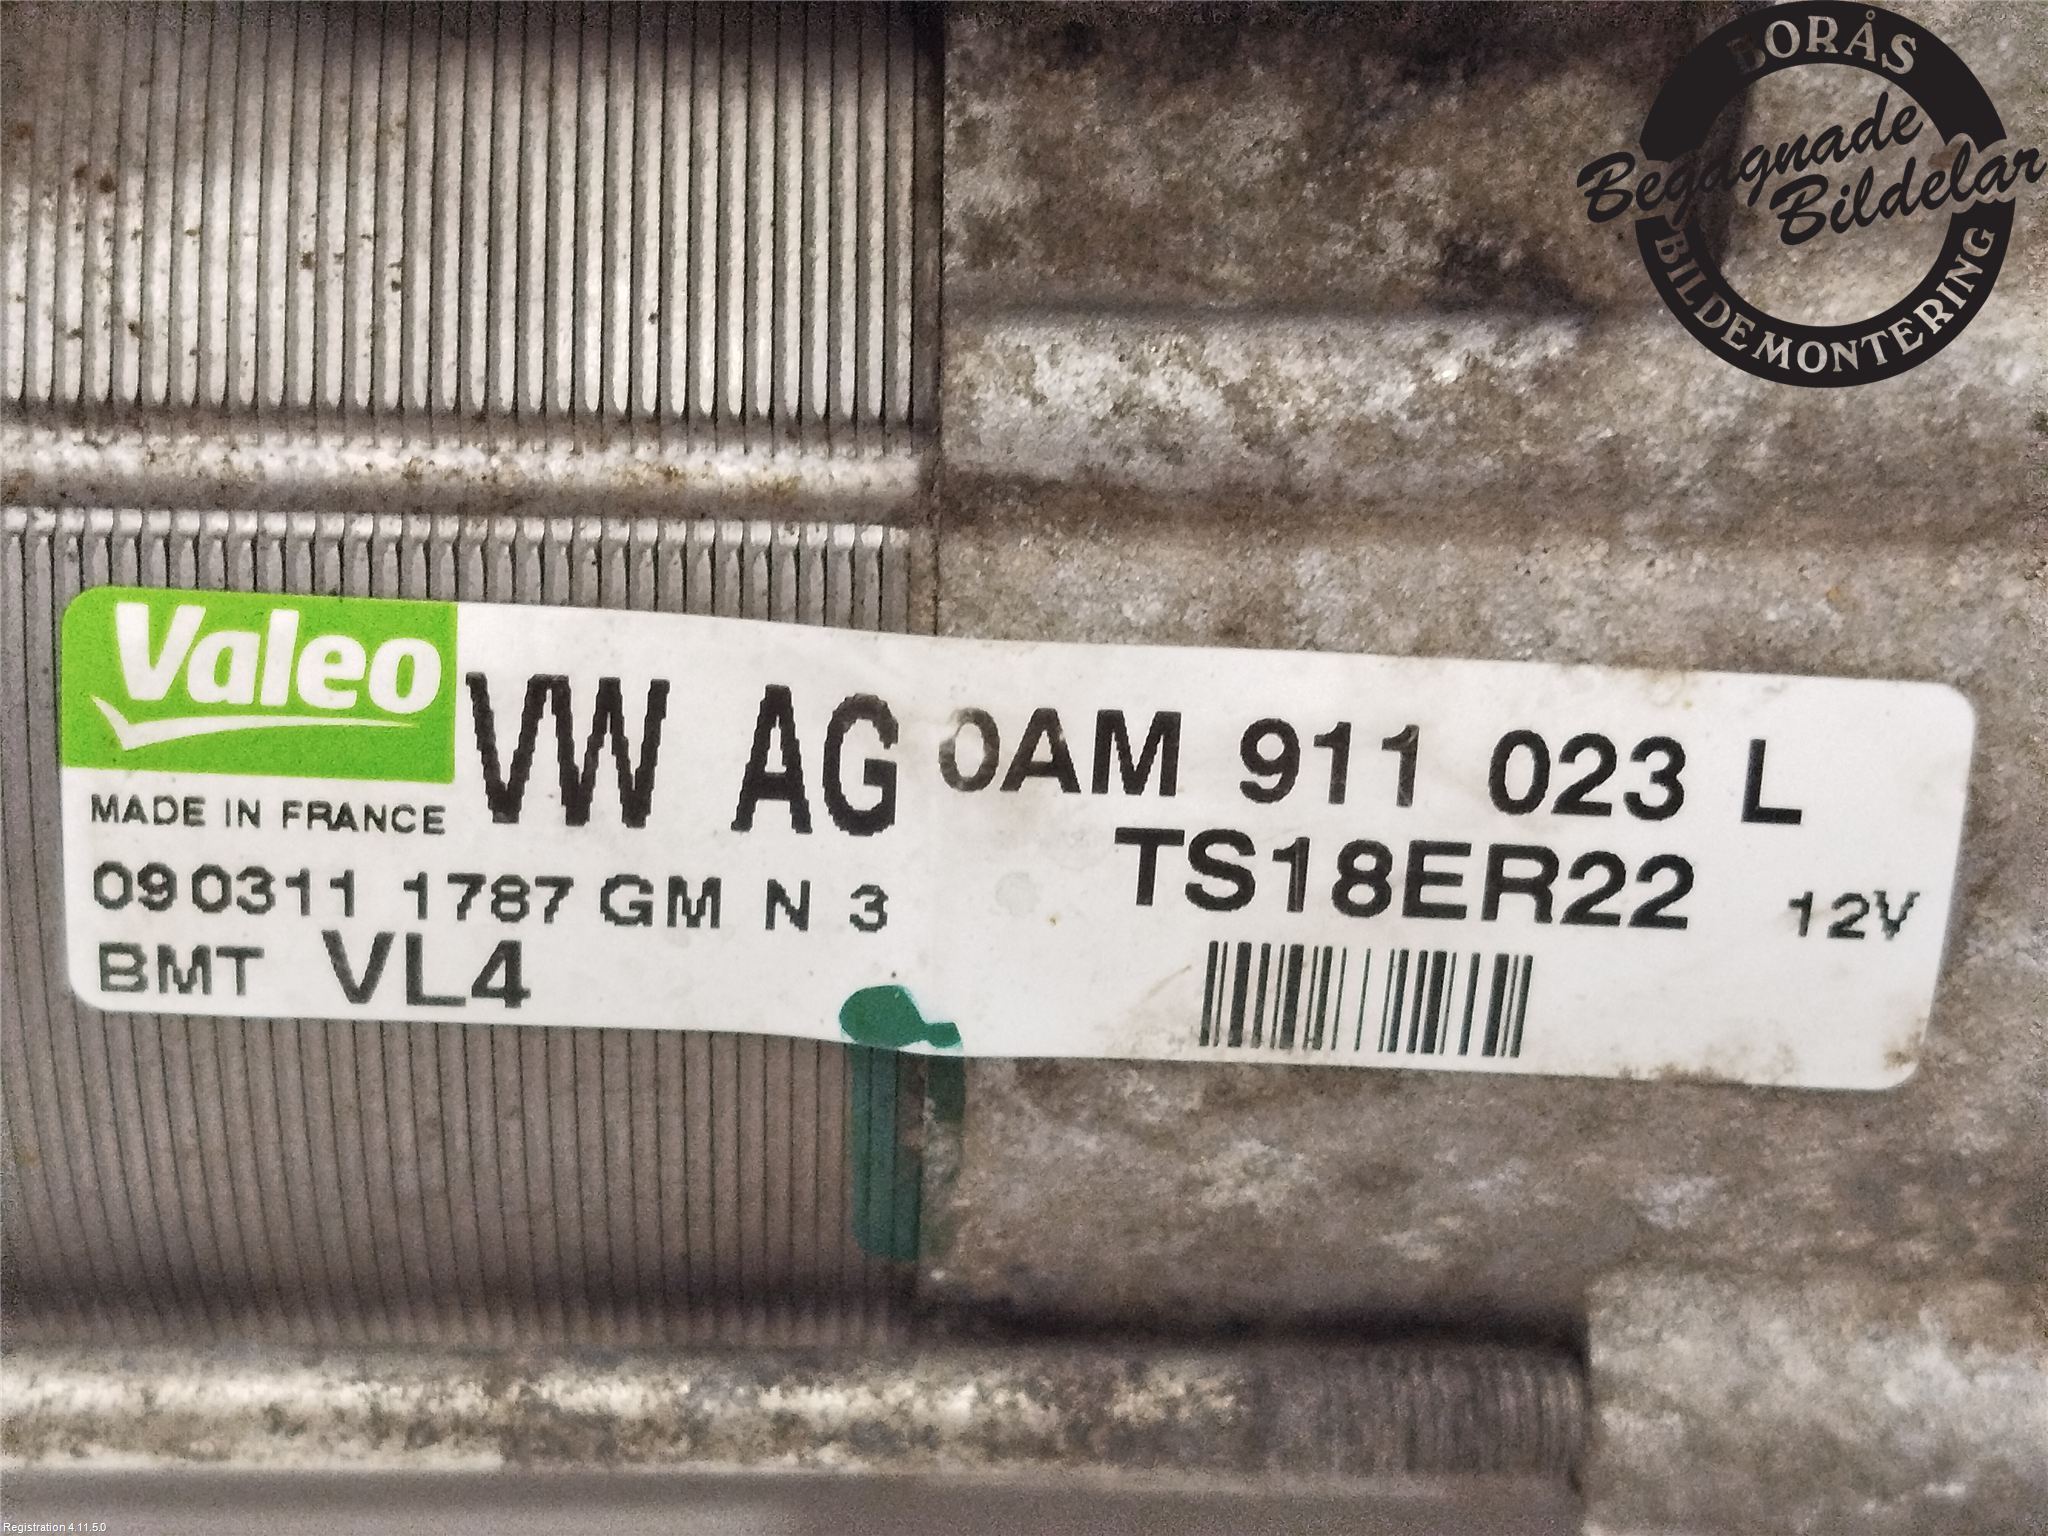 BORÅS
Begagnade
Bildelar
BILDEMONTERING
Valeo
VW AG 0AM 911 023 L
MADE IN FRANCE
TS18ER22 12V
090311 1787 GM N 3
BMT VL4
Registration 4.11.5.0